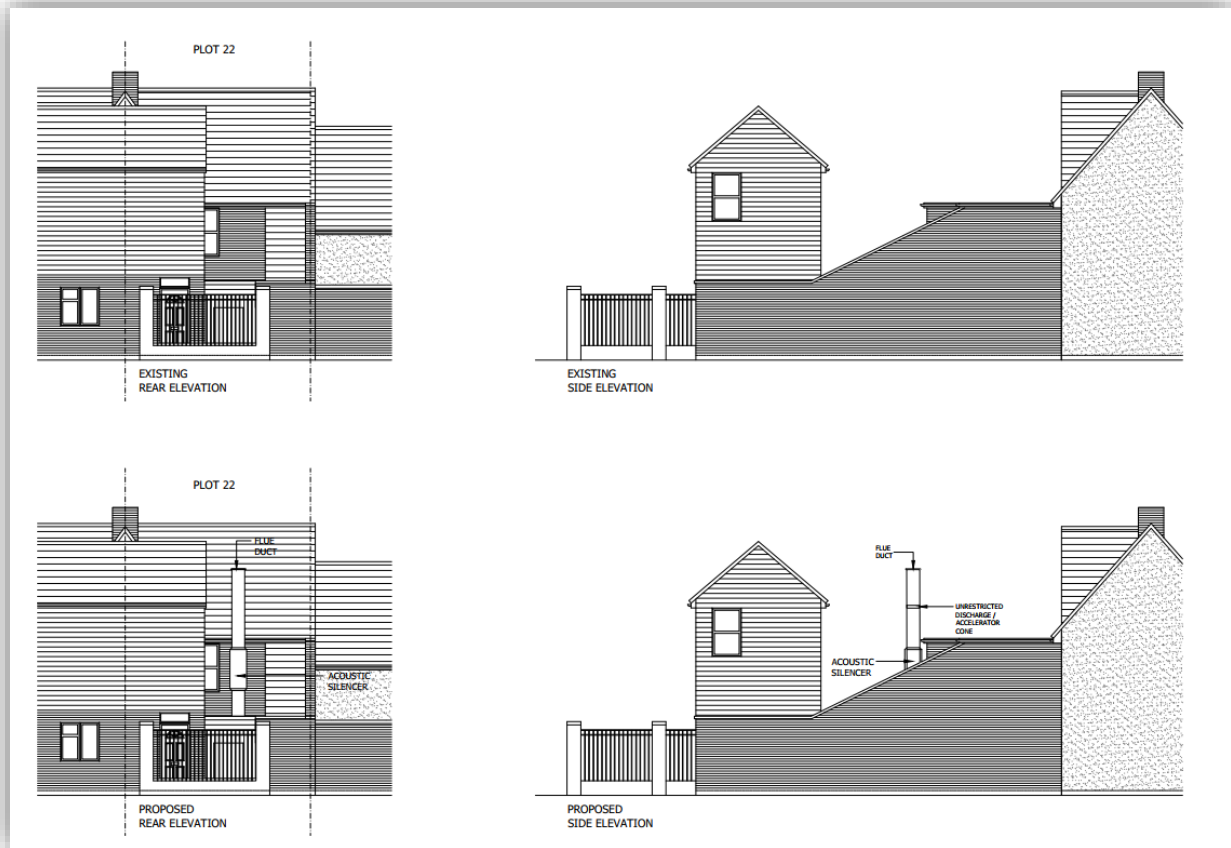 PLOT 22
EXISTING
REAR ELEVATION
EXISTING
SIDE ELEVATION
PLOT 22
FLUE
DUCT
ACOUSTIC
SILENCER
PROPOSED
REAR ELEVATION
FLUE
DUCT
UNRESTRICTED
DISCHARGE /
ACCELERATOR
CONE
ACOUSTIC
SILENCER
PROPOSED
SIDE ELEVATION